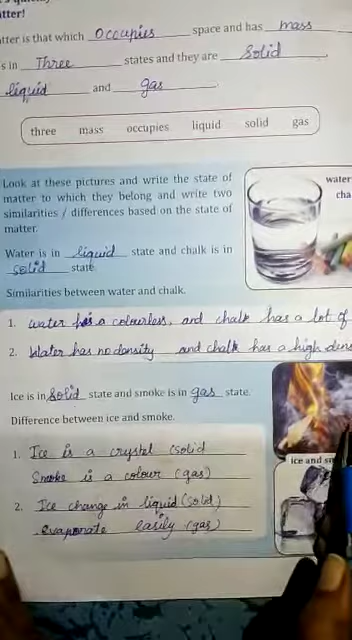 tter!
tter is that which occupies space and has mass
s in Three states and they are Solid
liquid and gas.
three mass occupies liquid solid gas
Look at these pictures and write the state of
matter to which they belong and write two
similarities / differences based on the state of
matter.
water
cha
Water is in liquid state and chalk is in
solid state.
Similarities between water and chalk.
1. water has a colourless, and chalk has a lot of
2. Water has no density and chalk has a high dens
Ice is in solid state and smoke is in gas state.
Difference between ice and smoke.
1. Ice is a crystel (solid
Smoke is a colour (gas)
ice and sm
2. Ice change in liquid (solid)
evaporate easily (gas)